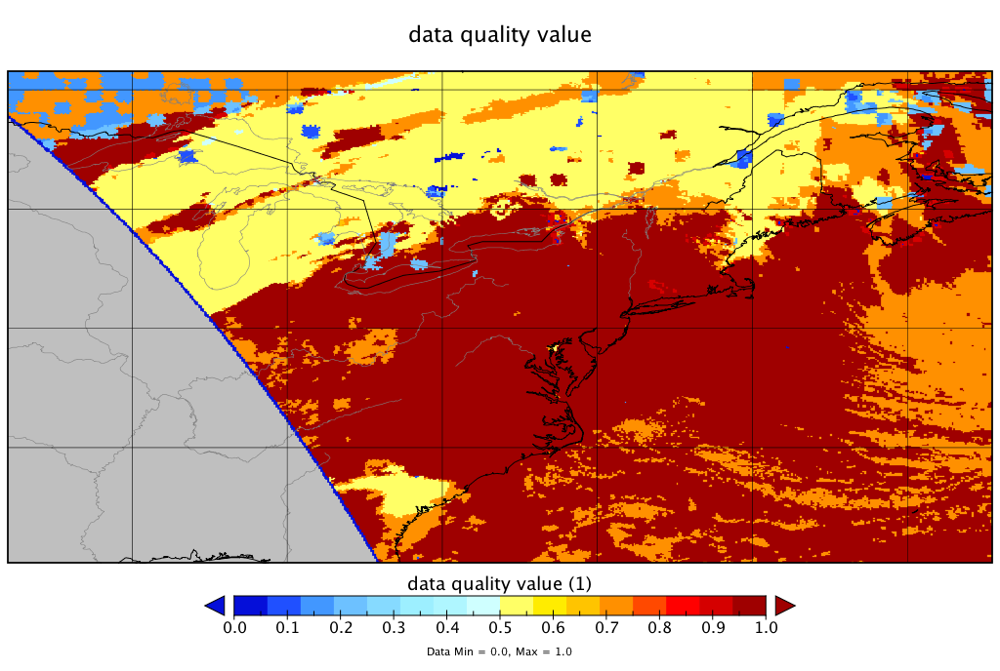 data quality value
data quality value (1)
0.0 0.1 0.2 0.3 0.4 0.5 0.6 0.7 0.8 0.9 1.0
Data Min = 0.0, Max = 1.0